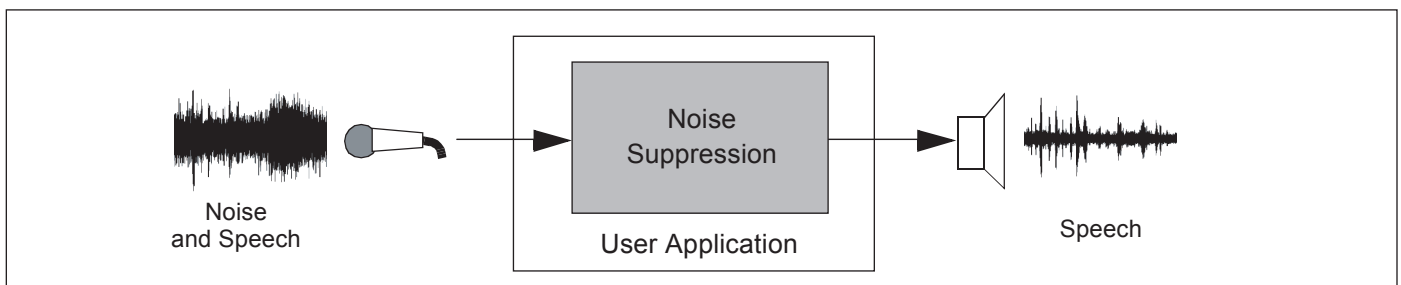 Noise
and Speech
Noise
Suppression
User Application
Speech